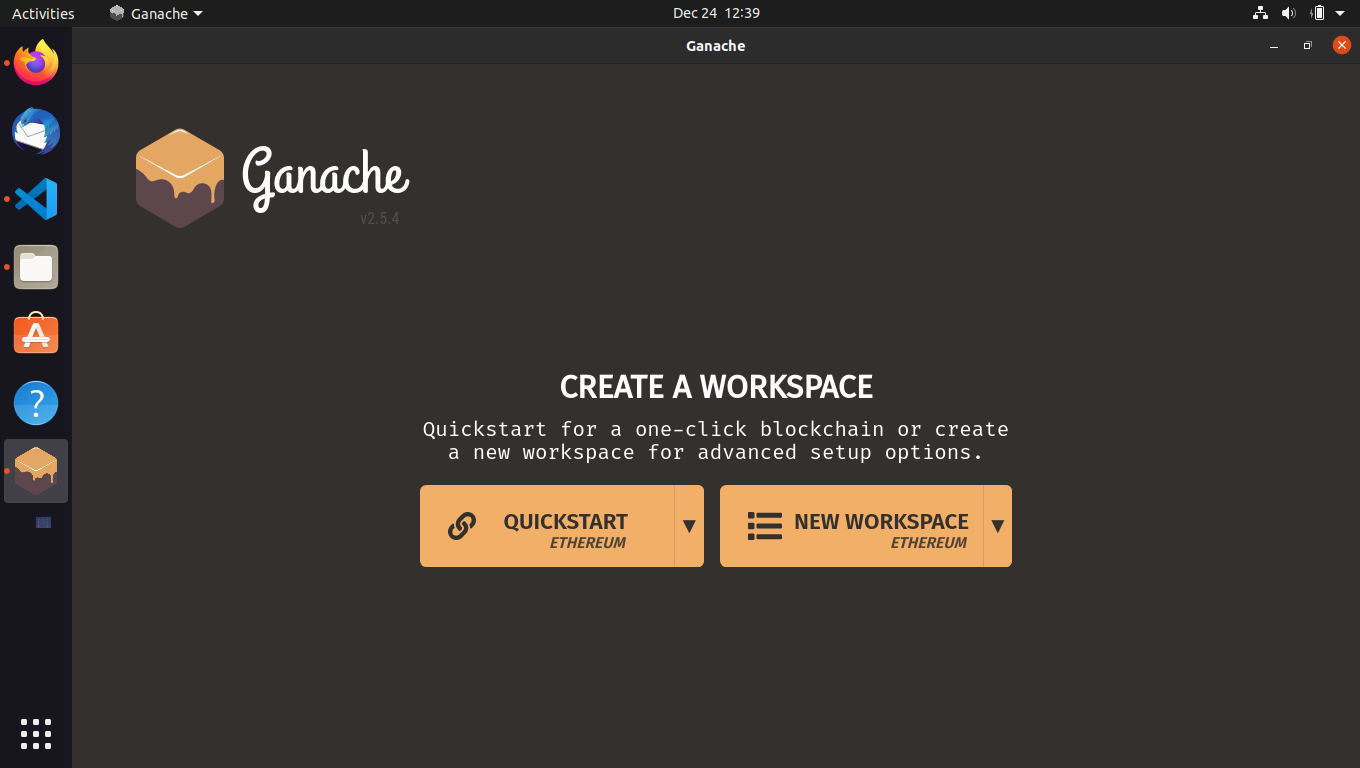 Activities
Ganache
Dec 24 12:39
Ganache
Ganache
v2.5.4
CREATE A WORKSPACE
Quickstart for a one-click blockchain or create
a new workspace for advanced setup options.
QUICKSTART
ETHEREUM
NEW WORKSPACE
ETHEREUM